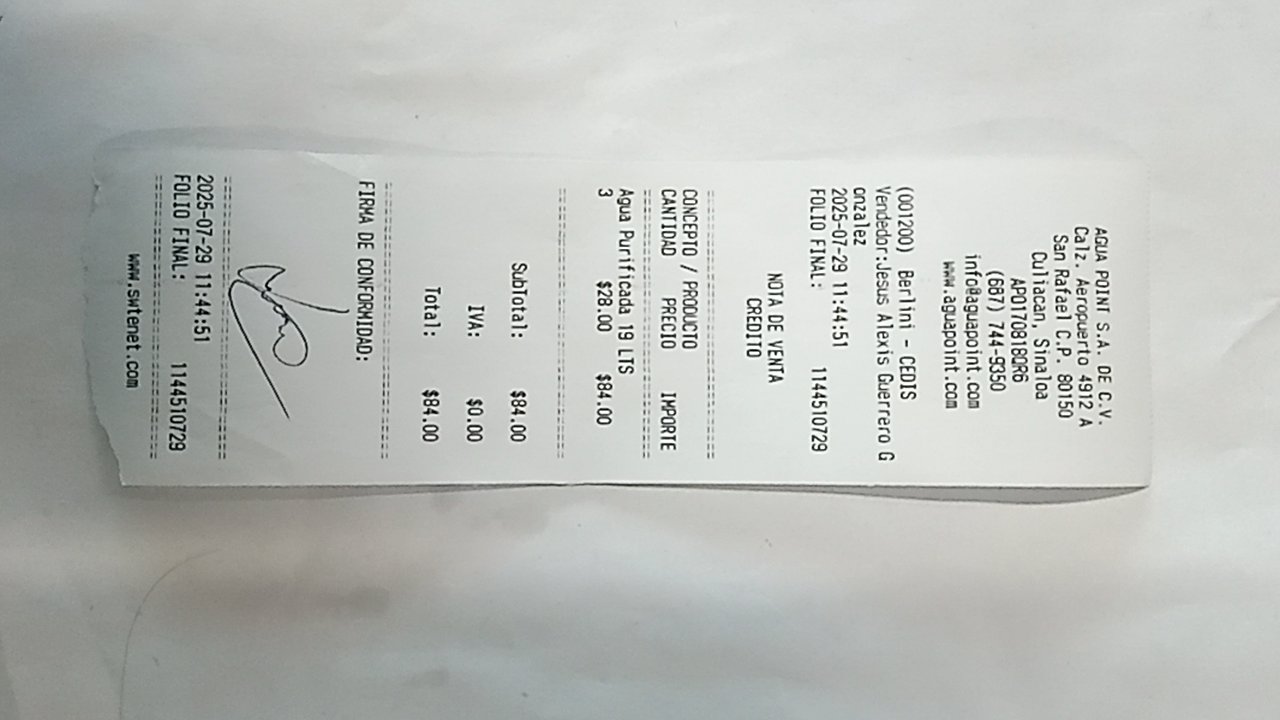 AGUA POINT S.A. DE C.V.
Calz. Aeropuerto 4912 A
San Rafael C.P. 80150
Culiacan, Sinaloa
APO170818QR6
(687) 744-9350
info@aguapoint.com
www.aguapoint.com
(001200) Berlini - CEDIS
Vendedor:Jesus Alexis Guerrero G
onzalez
2025-07-29 11:44:51
FOLIO FINAL: 1144510729
NOTA DE VENTA
CREDITO
CONCEPTO / PRODUCTO
CANTIDAD PRECIO IMPORTE
Agua Purificada 19 LTS
3 $28.00 $84.00
SubTotal: $84.00
IVA: $0.00
Total: $84.00
FIRMA DE CONFORMIDAD:
2025-07-29 11:44:51
FOLIO FINAL: 1144510729
www.swtenet.com